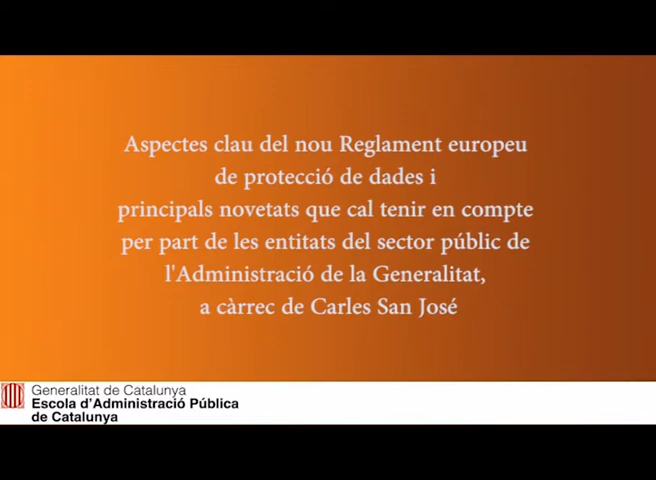 Aspectes clau del nou Reglament europeu
de protecció de dades i
principals novetats que cal tenir en compte
per part de les entitats del sector públic de
l'Administració de la Generalitat,
a càrrec de Carles San José
Generalitat de Catalunya
Escola d'Administració Pública
de Catalunya